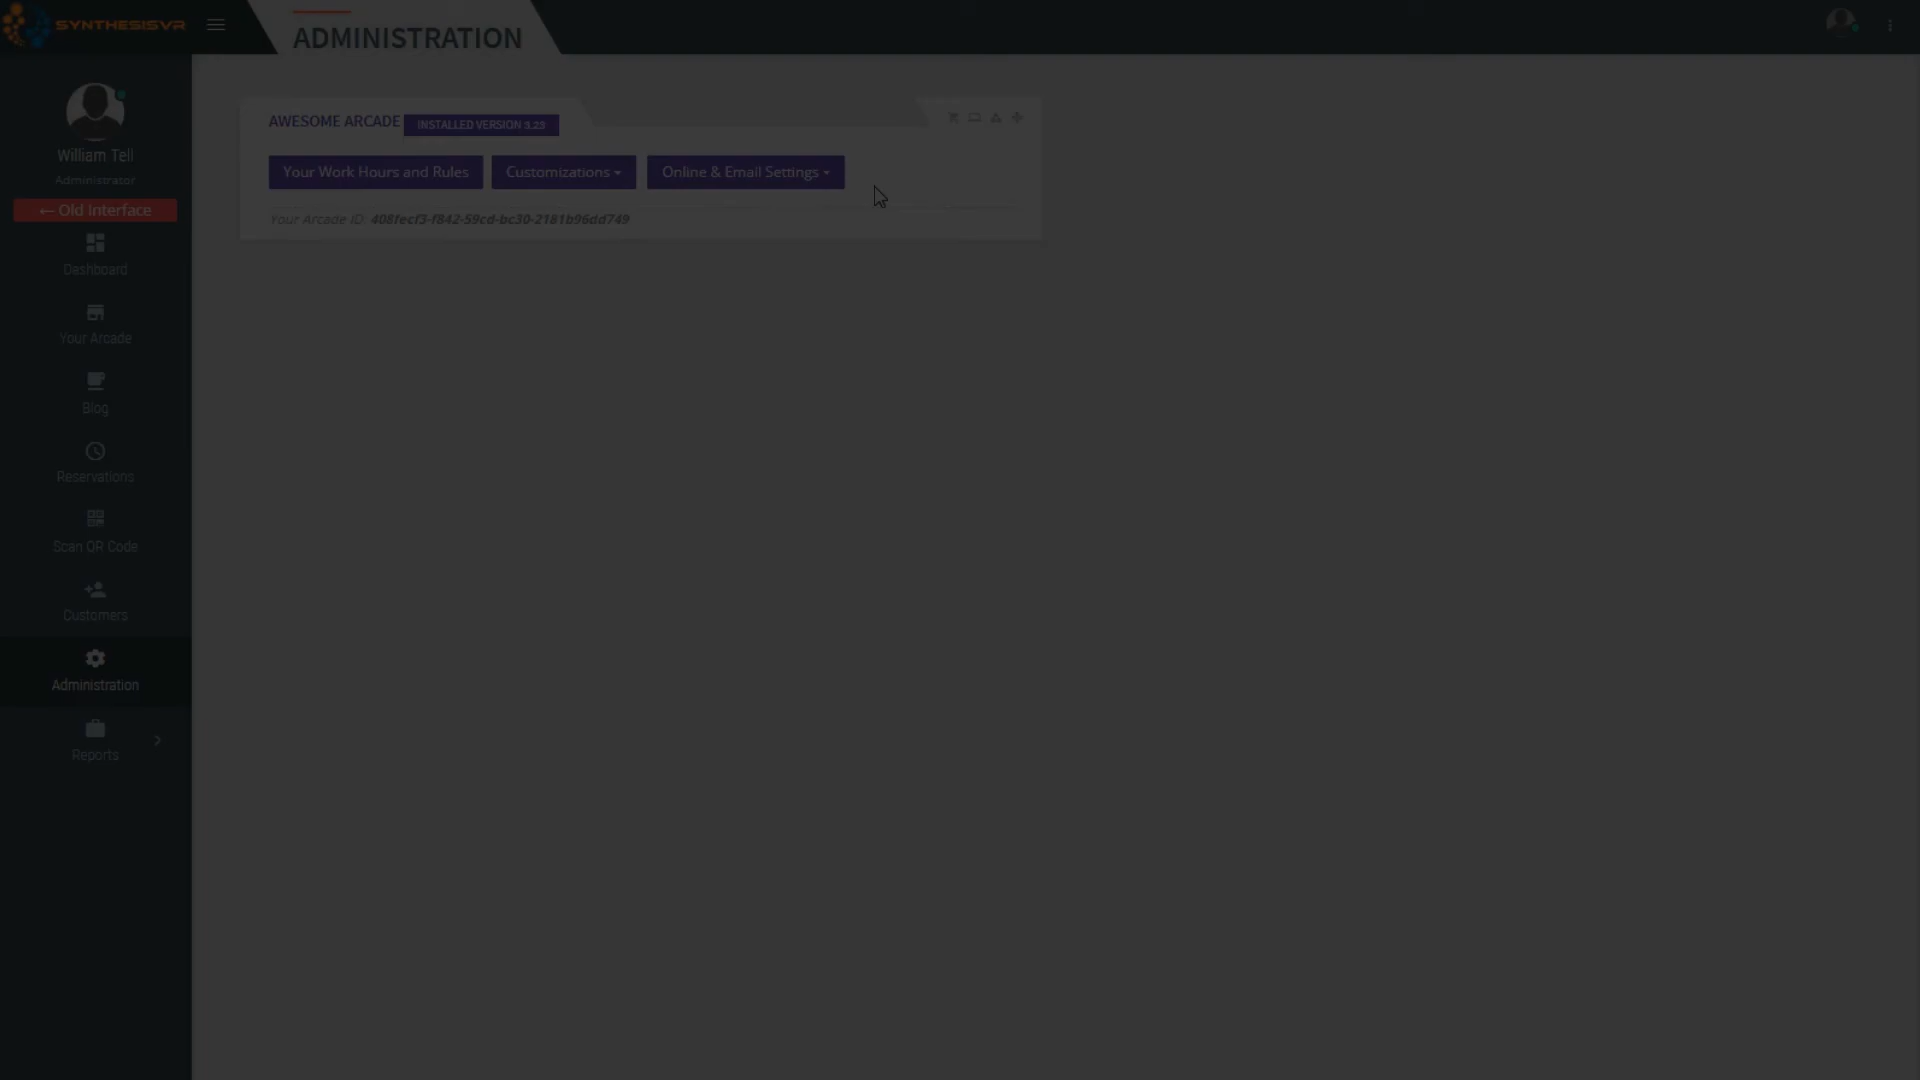 SYNTHESISVR
ADMINISTRATION
William Tell
Administrator
← Old Interface
Dashboard
Your Arcade
Blog
Reservations
Scan QR Code
Customers
Administration
Reports
AWESOME ARCADE INSTALLED VERSION 3.23
Your Work Hours and Rules Customizations Online & Email Settings
Your Arcade ID: 408fecf3-f842-59cd-bc30-2181b96dd749